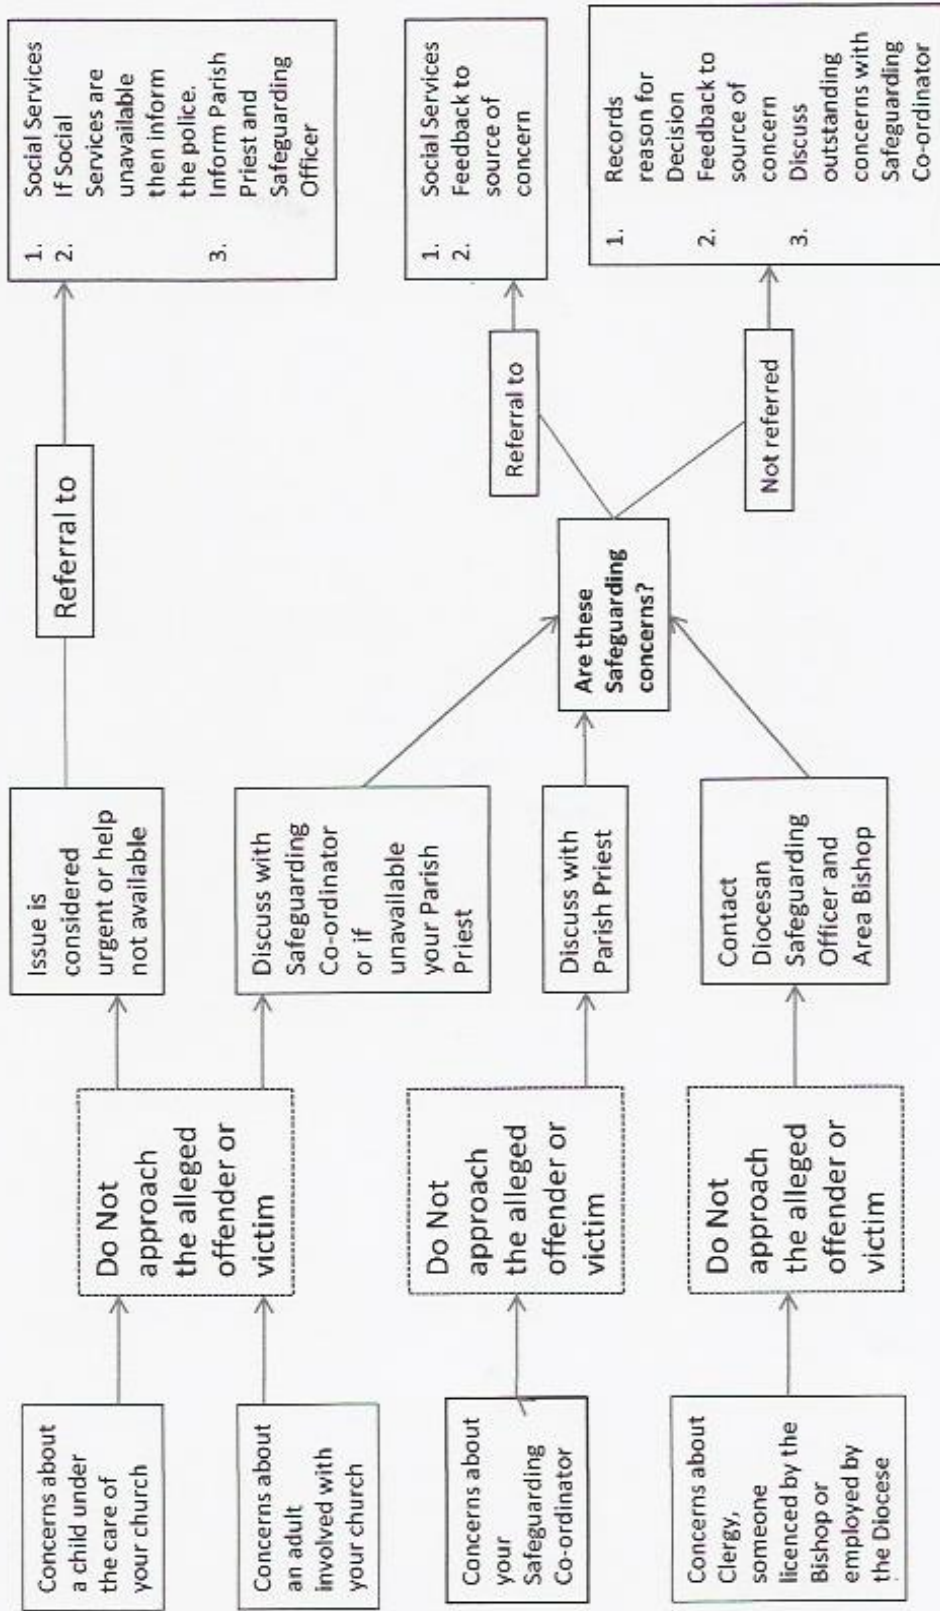 Concerns about
a child under
the care of
your church
Concerns about
an adult
involved with
your church
Concerns about
your
Safeguarding
Co-ordinator
Concerns about
Clergy,
someone
licenced by the
Bishop or
employed by
the Diocese
Do Not
approach
the alleged
offender or
victim
Do Not
approach
the alleged
offender or
victim
Do Not
approach
the alleged
offender or
victim
Issue is
considered
urgent or help
not available
Discuss with
Safeguarding
Co-ordinator
or if
unavailable
your Parish
Priest
Discuss with
Parish Priest
Contact
Diocesan
Safeguarding
Officer and
Area Bishop
Are these
Safeguarding
concerns?
Referral to
Referral to
Not referred
1. Social Services
2. If Social
Services are
unavailable
then inform
the police.
3. Inform Parish
Priest and
Safeguarding
Officer
1. Social Services
2. Feedback to
source of
concern
1. Records
reason for
Decision
2. Feedback to
source of
concern
3. Discuss
outstanding
concerns with
Safeguarding
Co-ordinator